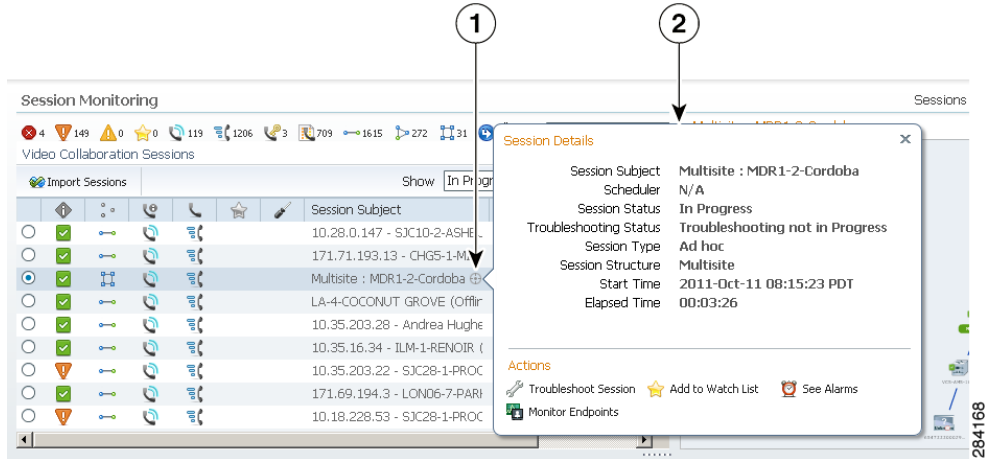 1 2
Session Monitoring Sessions
4 149 0 0 119 1206 3 709 1615 272 31
Video Collaboration Sessions
Import Sessions Show In Progr
Session Subject
10.28.0.147 - SJC10-2-ASHE
171.71.193.13 - CHG5-1-M
Multisite : MDR1-2-Cordoba
LA-4-COCONUT GROVE (Offlin
10.35.203.28 - Andrea Hughe
10.35.16.34 - ILM-1-RENOIR (
10.35.203.22 - SJC28-1-PROC
171.69.194.3 - LON06-7-PARK
10.18.228.53 - SJC28-1-PROC
Session Details
Session Subject Multisite : MDR1-2-Cordoba
Scheduler N/A
Session Status In Progress
Troubleshooting Status Troubleshooting not in Progress
Session Type Ad hoc
Session Structure Multisite
Start Time 2011-Oct-11 08:15:23 PDT
Elapsed Time 00:03:26
Actions
Troubleshoot Session Add to Watch List See Alarms
Monitor Endpoints
284168